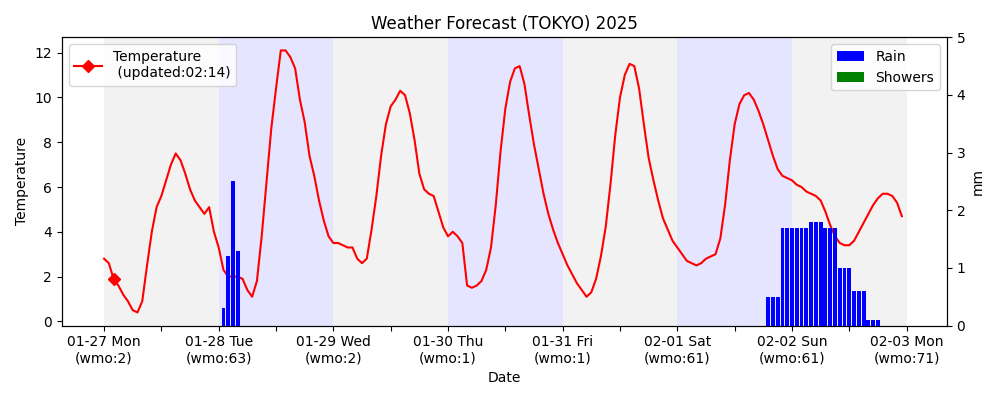 Weather Forecast (TOKYO) 2025
Temperature
(updated:02:14)
Rain
Showers
Temperature
12
10
8
6
4
2
0
5
4
3
2
1
0
mm
01-27 Mon
(wmo:2)
01-28 Tue
(wmo:63)
01-29 Wed
(wmo:2)
01-30 Thu
(wmo:1)
01-31 Fri
(wmo:1)
02-01 Sat
(wmo:61)
02-02 Sun
(wmo:61)
02-03 Mon
(wmo:71)
Date